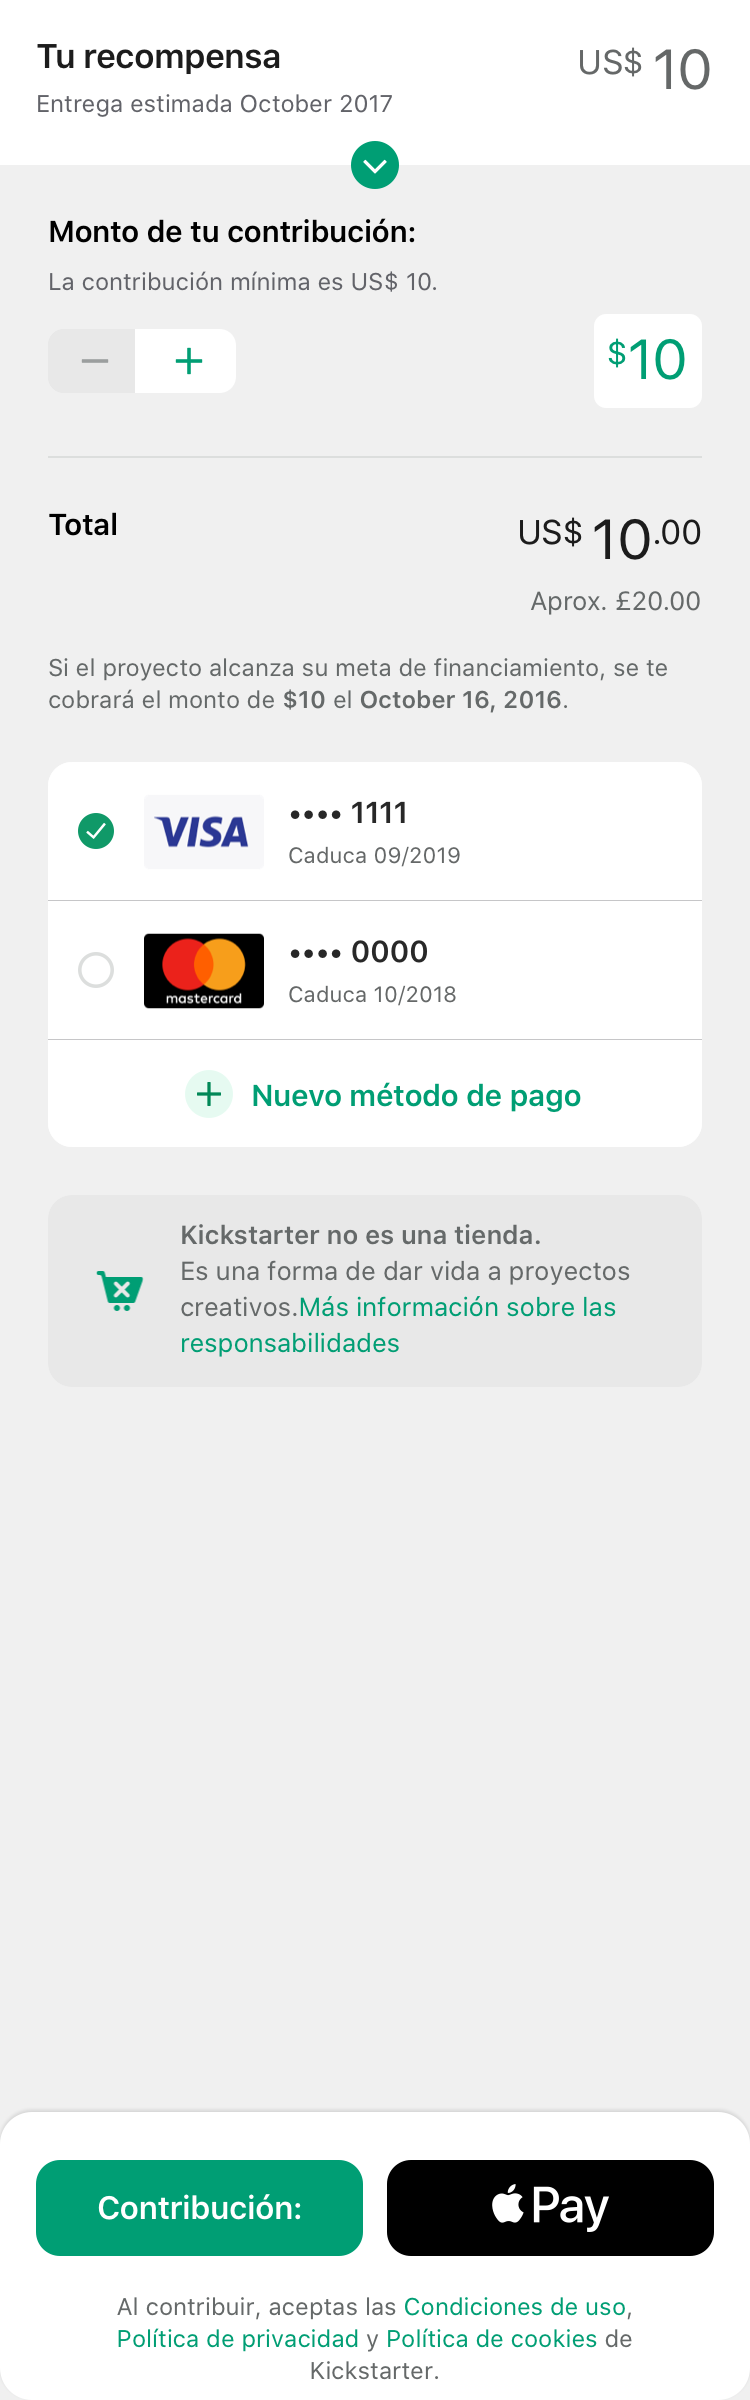 Tu recompensa
US$ 10
Entrega estimada October 2017
Monto de tu contribución:
La contribución mínima es US$ 10.
$10
Total
US$ 10.00
Aprox. £20.00
Si el proyecto alcanza su meta de financiamiento, se te
cobrará el monto de $10 el October 16, 2016.
VISA
•••• 1111
Caduca 09/2019
mastercard
•••• 0000
Caduca 10/2018
Nuevo método de pago
Kickstarter no es una tienda.
Es una forma de dar vida a proyectos
creativos.Más información sobre las
responsabilidades
Contribución:
Pay
Al contribuir, aceptas las Condiciones de uso,
Política de privacidad y Política de cookies de
Kickstarter.